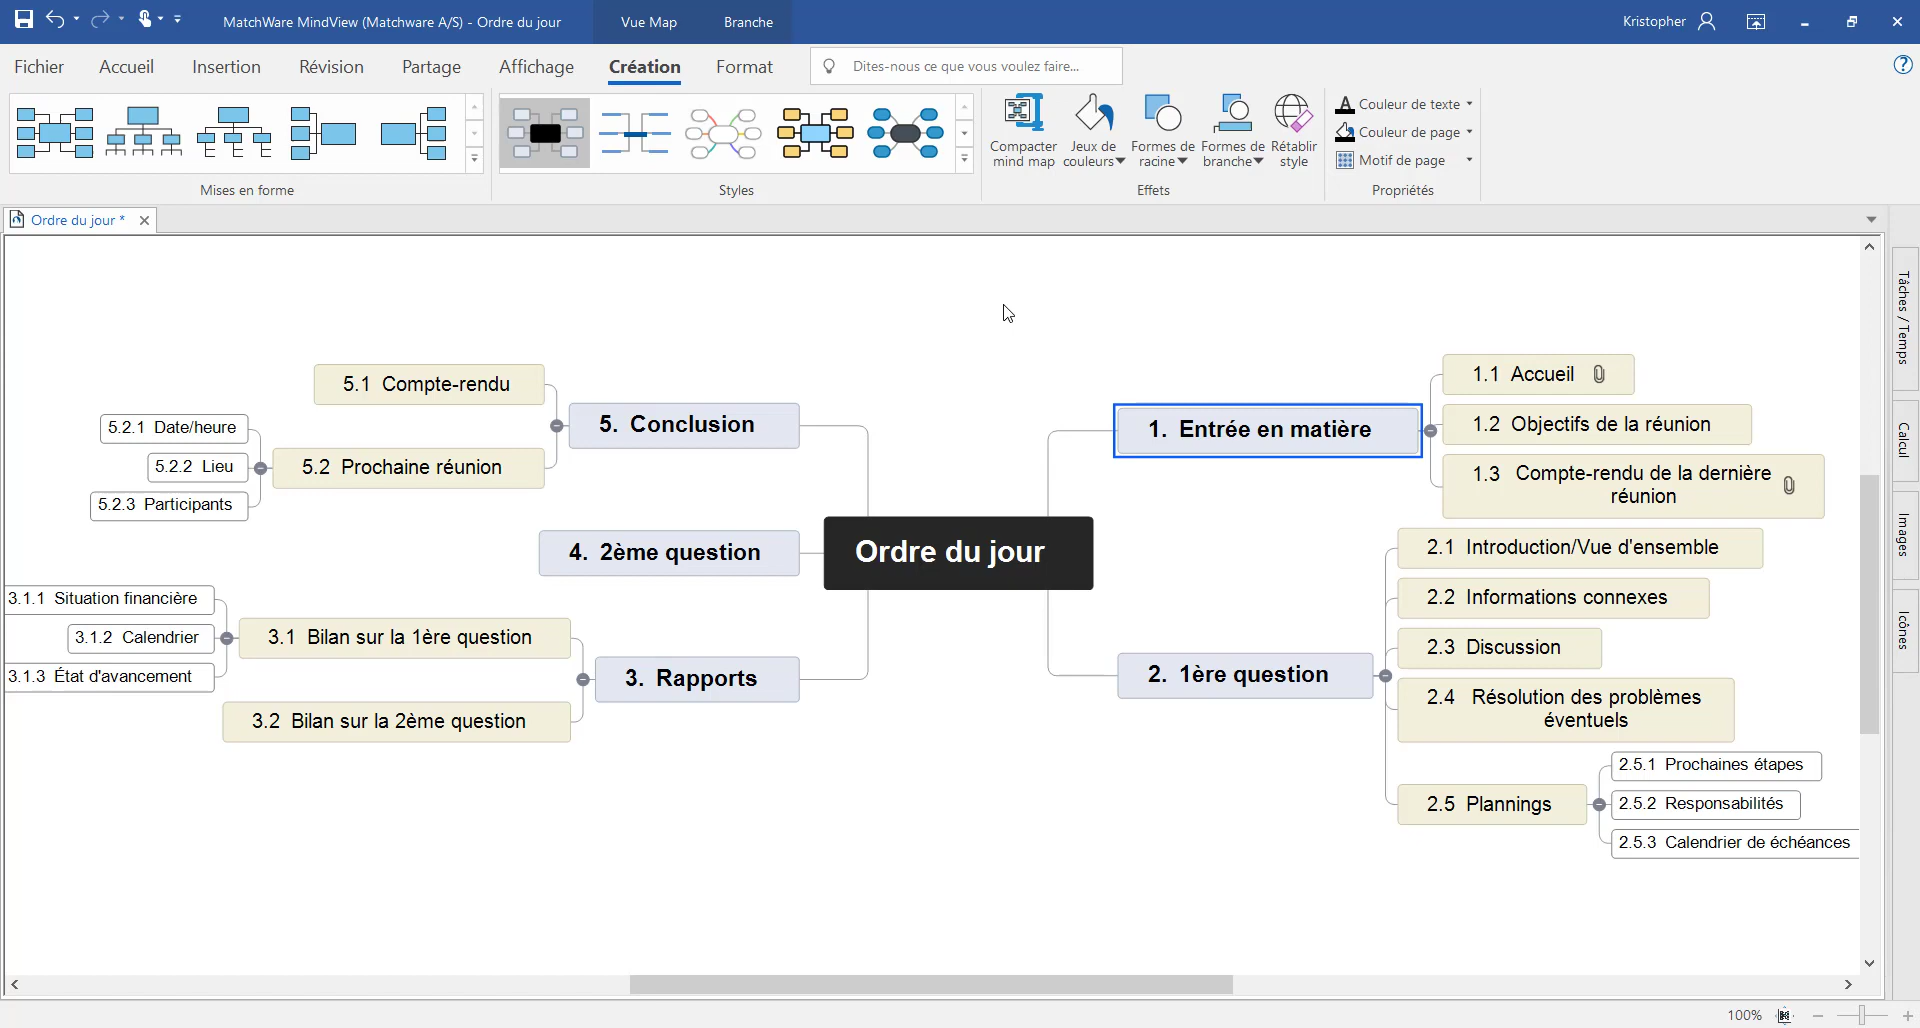 MatchWare MindView (Matchware A/S) - Ordre du jour
Vue Map
Branche
Kristopher
Fichier
Accueil
Insertion
Révision
Partage
Affichage
Création
Format
Dites-nous ce que vous voulez faire...
Mises en forme
Styles
Compacter
mind map
Jeux de
couleurs
Formes de
racine
Formes de
branche
Rétablir
style
Effets
Couleur de texte
Couleur de page
Motif de page
Propriétés
Ordre du jour *
Tâches / Temps
Calcul
Images
Icônes
Ordre du jour
1. Entrée en matière
1.1 Accueil
1.2 Objectifs de la réunion
1.3 Compte-rendu de la dernière
réunion
2. 1ère question
2.1 Introduction/Vue d'ensemble
2.2 Informations connexes
2.3 Discussion
2.4 Résolution des problèmes
éventuels
2.5 Plannings
2.5.1 Prochaines étapes
2.5.2 Responsabilités
2.5.3 Calendrier de échéances
3. Rapports
3.1 Bilan sur la 1ère question
3.1.1 Situation financière
3.1.2 Calendrier
3.1.3 État d'avancement
3.2 Bilan sur la 2ème question
4. 2ème question
5. Conclusion
5.1 Compte-rendu
5.2 Prochaine réunion
5.2.1 Date/heure
5.2.2 Lieu
5.2.3 Participants
100%